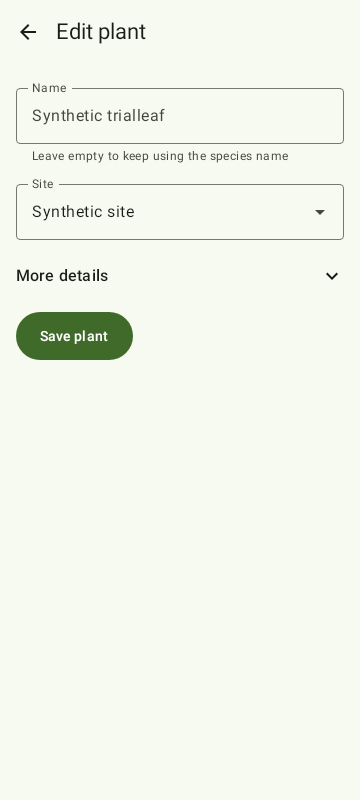 Edit plant
Name
Synthetic trialleaf
Leave empty to keep using the species name
Site
Synthetic site
More details
Save plant